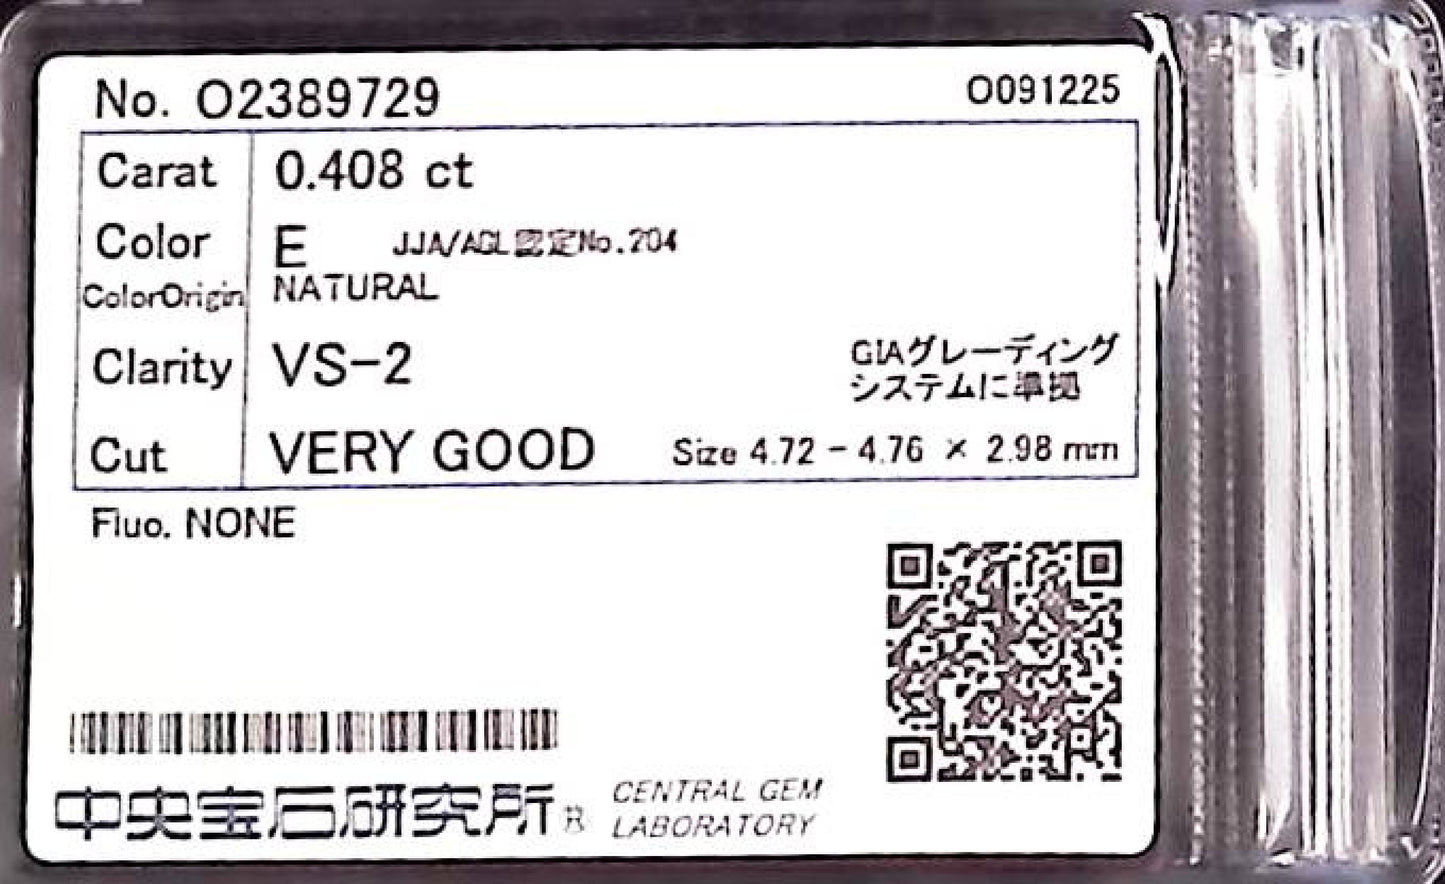 No. O2389729
O091225
Carat 0.408 ct
Color E JJA/AGL認定No.204
ColorOrigin NATURAL
Clarity VS-2
GIAグレーディング
システムに準拠
Cut VERY GOOD Size 4.72 - 4.76 × 2.98 mm
Fluo. NONE
中央宝石研究所®
CENTRAL GEM
LABORATORY